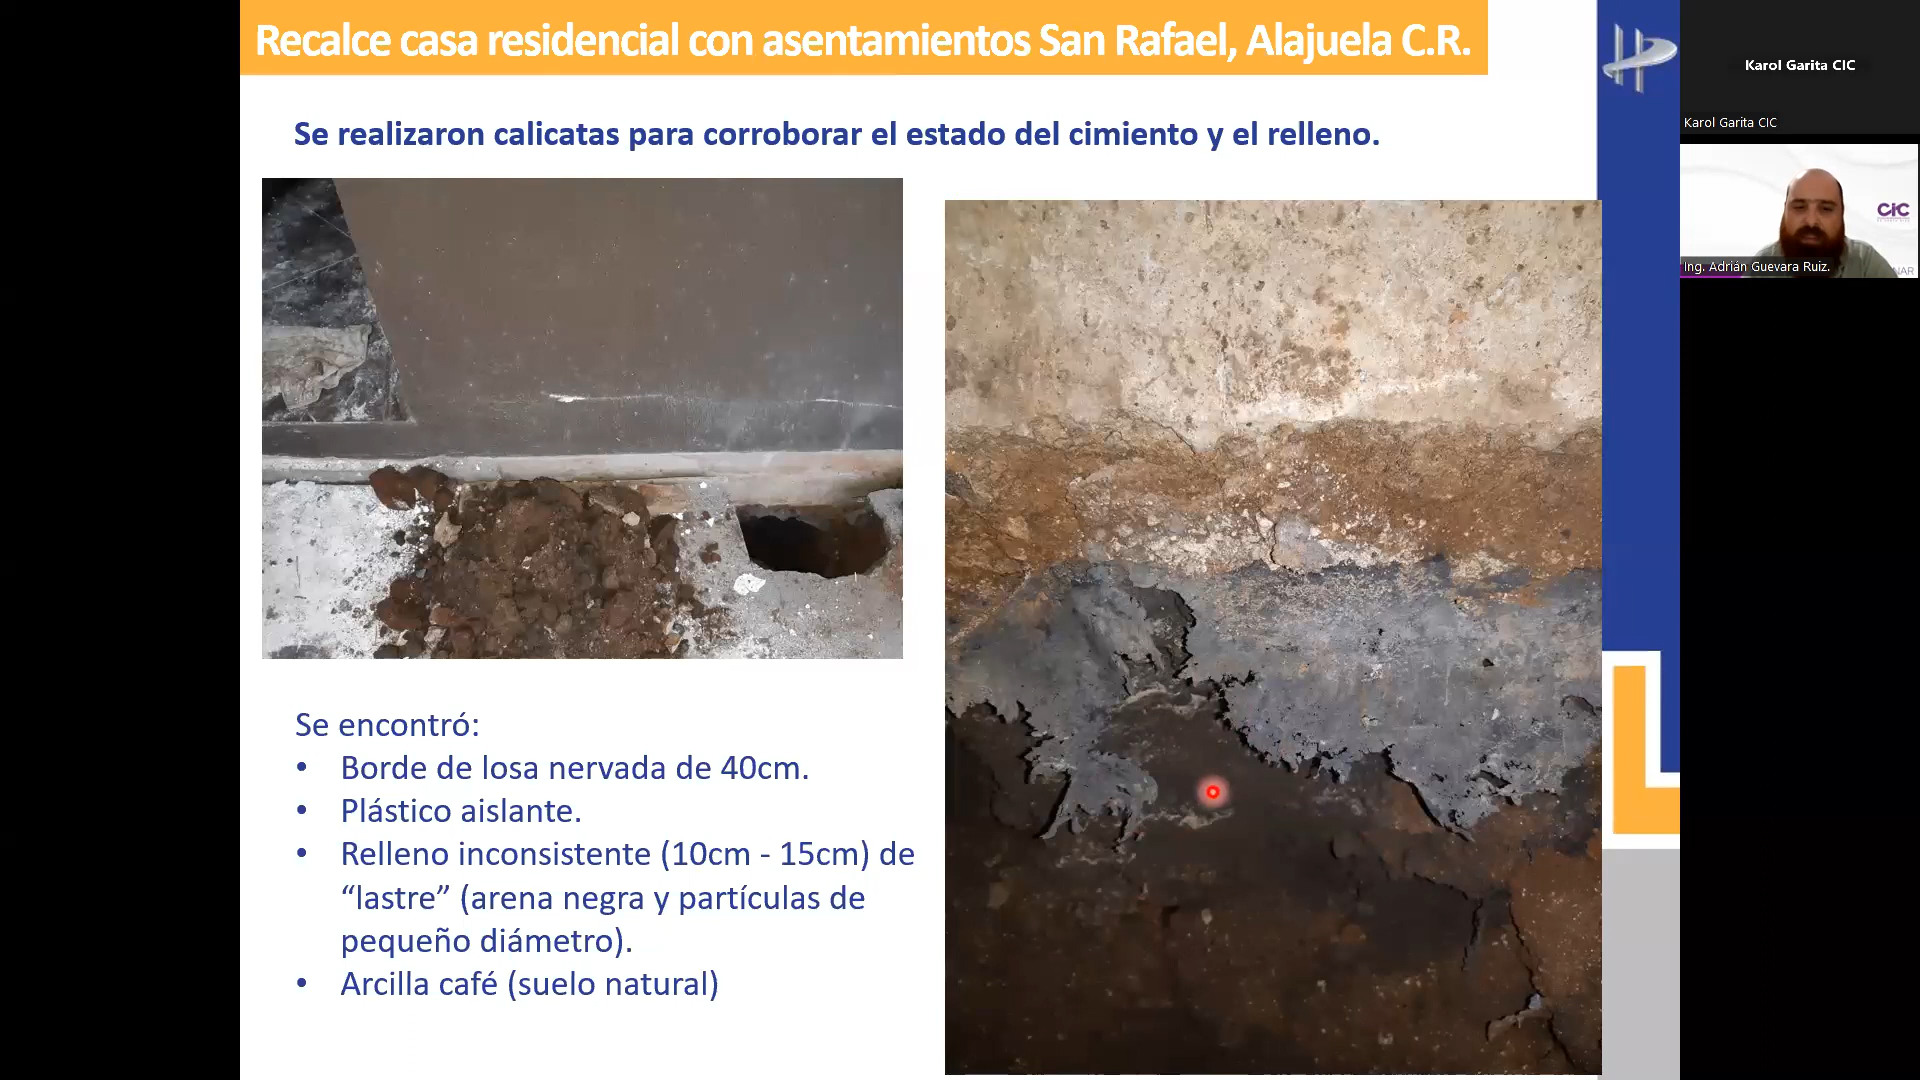 Recalce casa residencial con asentamientos San Rafael, Alajuela C.R.
Se realizaron calicatas para corroborar el estado del cimiento y el relleno.
Se encontró:
• Borde de losa nervada de 40cm.
• Plástico aislante.
• Relleno inconsistente (10cm - 15cm) de
“lastre” (arena negra y partículas de
pequeño diámetro).
• Arcilla café (suelo natural)
Karol Garita CIC
Karol Garita CIC
CIC
Ing. Adrián Guevara Ruiz.